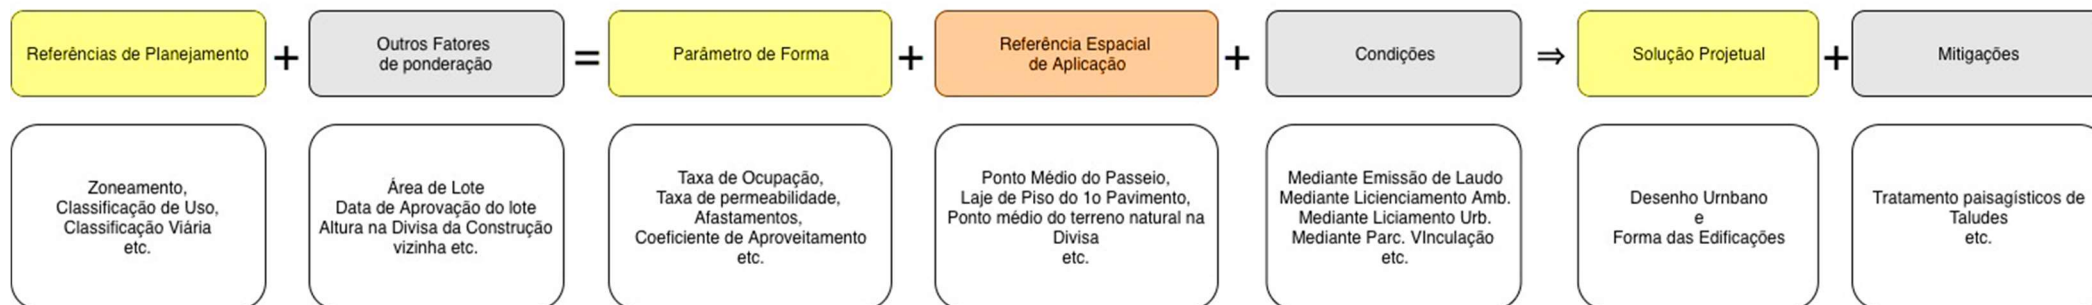 Referências de Planejamento
+
Outros Fatores
de ponderação
=
Parâmetro de Forma
+
Referência Espacial
de Aplicação
+
Condições
⇒
Solução Projetual
+
Mitigações
Zoneamento,
Classificação de Uso,
Classificação Viária
etc.
Área de Lote
Data de Aprovação do lote
Altura na Divisa da Construção
vizinha etc.
Taxa de Ocupação,
Taxa de permeabilidade,
Afastamentos,
Coeficiente de Aproveitamento
etc.
Ponto Médio do Passeio,
Laje de Piso do 1o Pavimento,
Ponto médio do terreno natural na
Divisa
etc.
Mediante Emissão de Laudo
Mediante Licienciamento Amb.
Mediante Liciamento Urb.
Mediante Parc. VInculação
etc.
Desenho Urnbano
e
Forma das Edificações
Tratamento paisagísticos de
Taludes
etc.